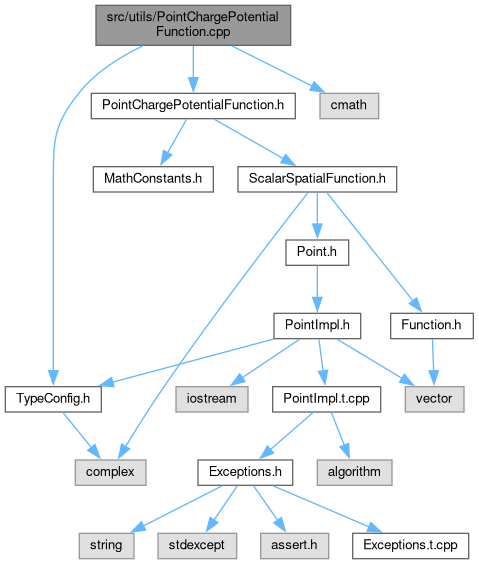 src/utils/PointChargePotential
Function.cpp
PointChargePotentialFunction.h
cmath
MathConstants.h
ScalarSpatialFunction.h
Point.h
PointImpl.h
Function.h
TypeConfig.h
iostream
PointImpl.t.cpp
vector
complex
Exceptions.h
algorithm
string
stdexcept
assert.h
Exceptions.t.cpp